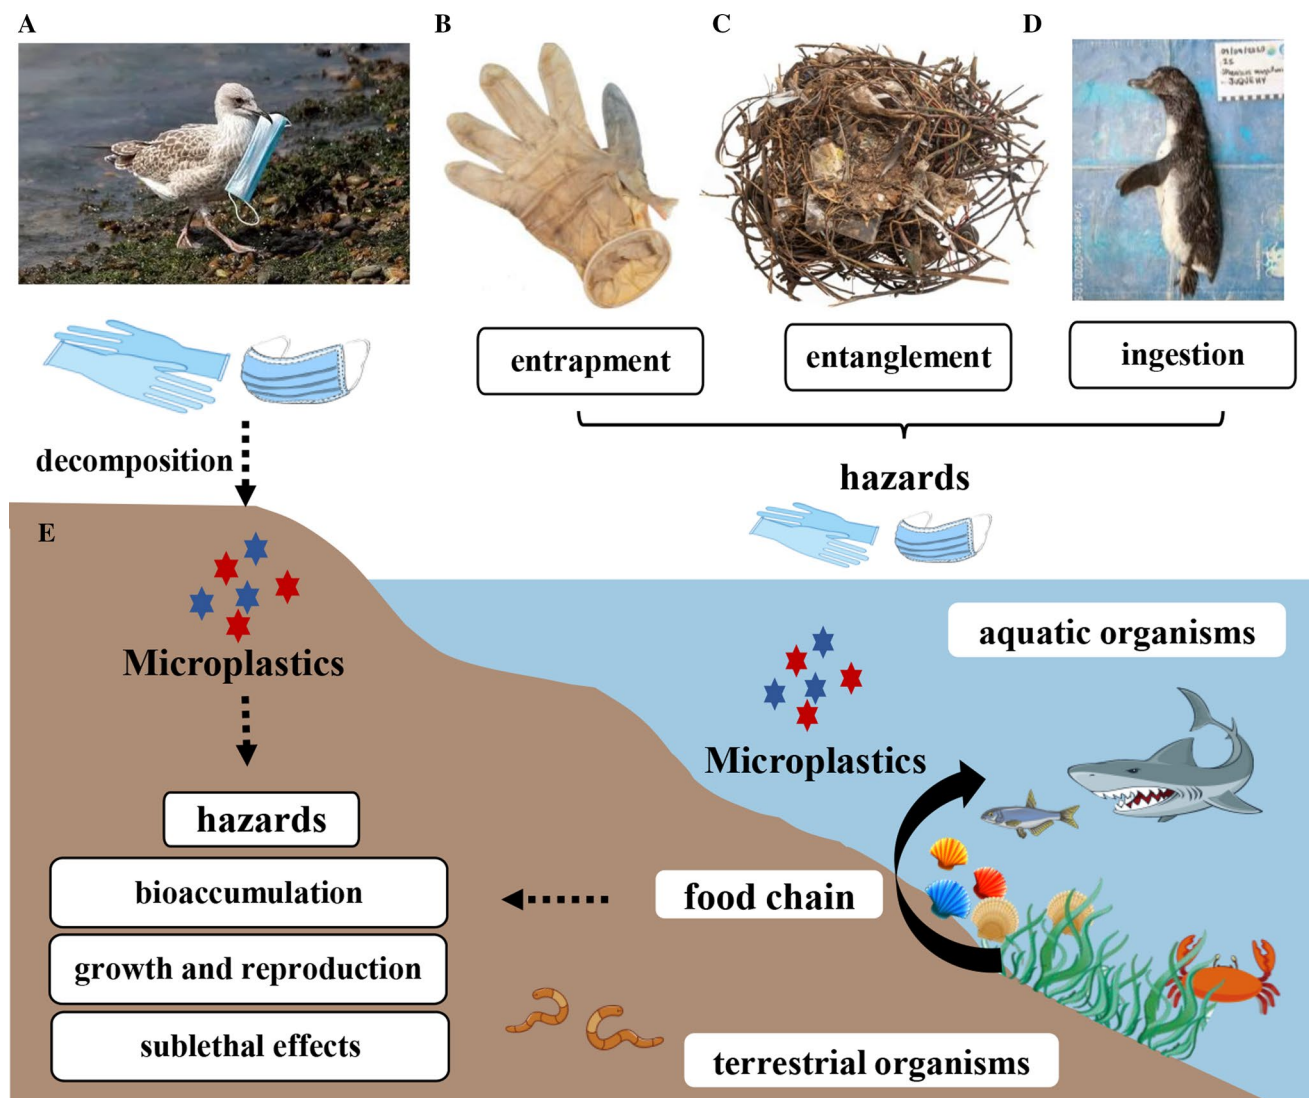 A
B
C
D
entrapment
entanglement
ingestion
decomposition
hazards
E
Microplastics
aquatic organisms
Microplastics
hazards
bioaccumulation
food chain
growth and reproduction
sublethal effects
terrestrial organisms